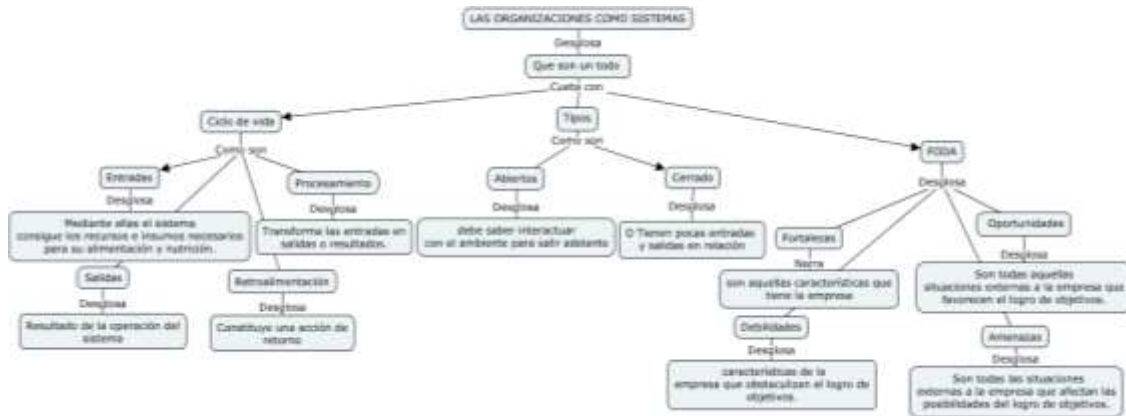 LAS ORGANIZACIONES COMO SISTEMAS
Desglosa
Que son un todo
Cueta con
Ciclo de vida
Tipos
FODA
Como son
Como son
Desglosa
Entradas
Procesamiento
Abiertos
Cerrado
Fortalezas
Oportunidades
Desglosa
Desglosa
Desglosa
Desglosa
Narra
Desglosa
Mediante ellas el sistema
consigue los recursos e insumos necesarios
para su alimentación y nutrición.
Transforma las entradas en
salidas o resultados.
debe saber interactuar
con el ambiente para salir adelante
O Tienen pocas entradas
y salidas en relación
son aquellas características que
tiene la empresa
Son todas aquellas
situaciones externas a la empresa que
favorecen el logro de objetivos.
Salidas
Retroalimentación
Debilidades
Amenazas
Desglosa
Desglosa
Desglosa
Desglosa
Resultado de la operación del
sistema
Constituye una acción de
retorno
características de la
empresa que obstaculizan el logro de
objetivos.
Son todas las situaciones
externas a la empresa que afectan las
posibilidades del logro de objetivos.